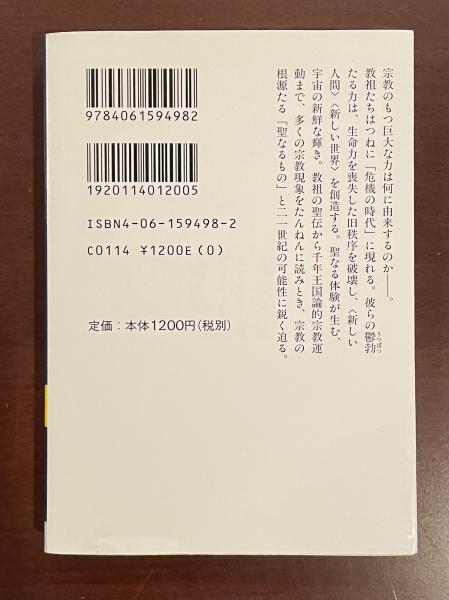 宗教のもつ巨大な力は何に由来するのか――。
教祖たちはつねに「危機の時代」に現れる。彼らの鬱勃
うつぼつ
たる力は、生命力を喪失した旧秩序を破壊し、〈新しい
人間〉〈新しい世界〉を創造する。聖なる体験が生む、
宇宙の新鮮な輝き。教祖の聖伝から千年王国論的宗教運
動まで、多くの宗教現象をたんねんに読みとき、宗教の
根源たる「聖なるもの」と二一世紀の可能性に鋭く迫る。
9784061594982
1920114012005
ISBN4-06-159498-2
C0114 ¥1200E (0)
定価:本体1200円(税別)